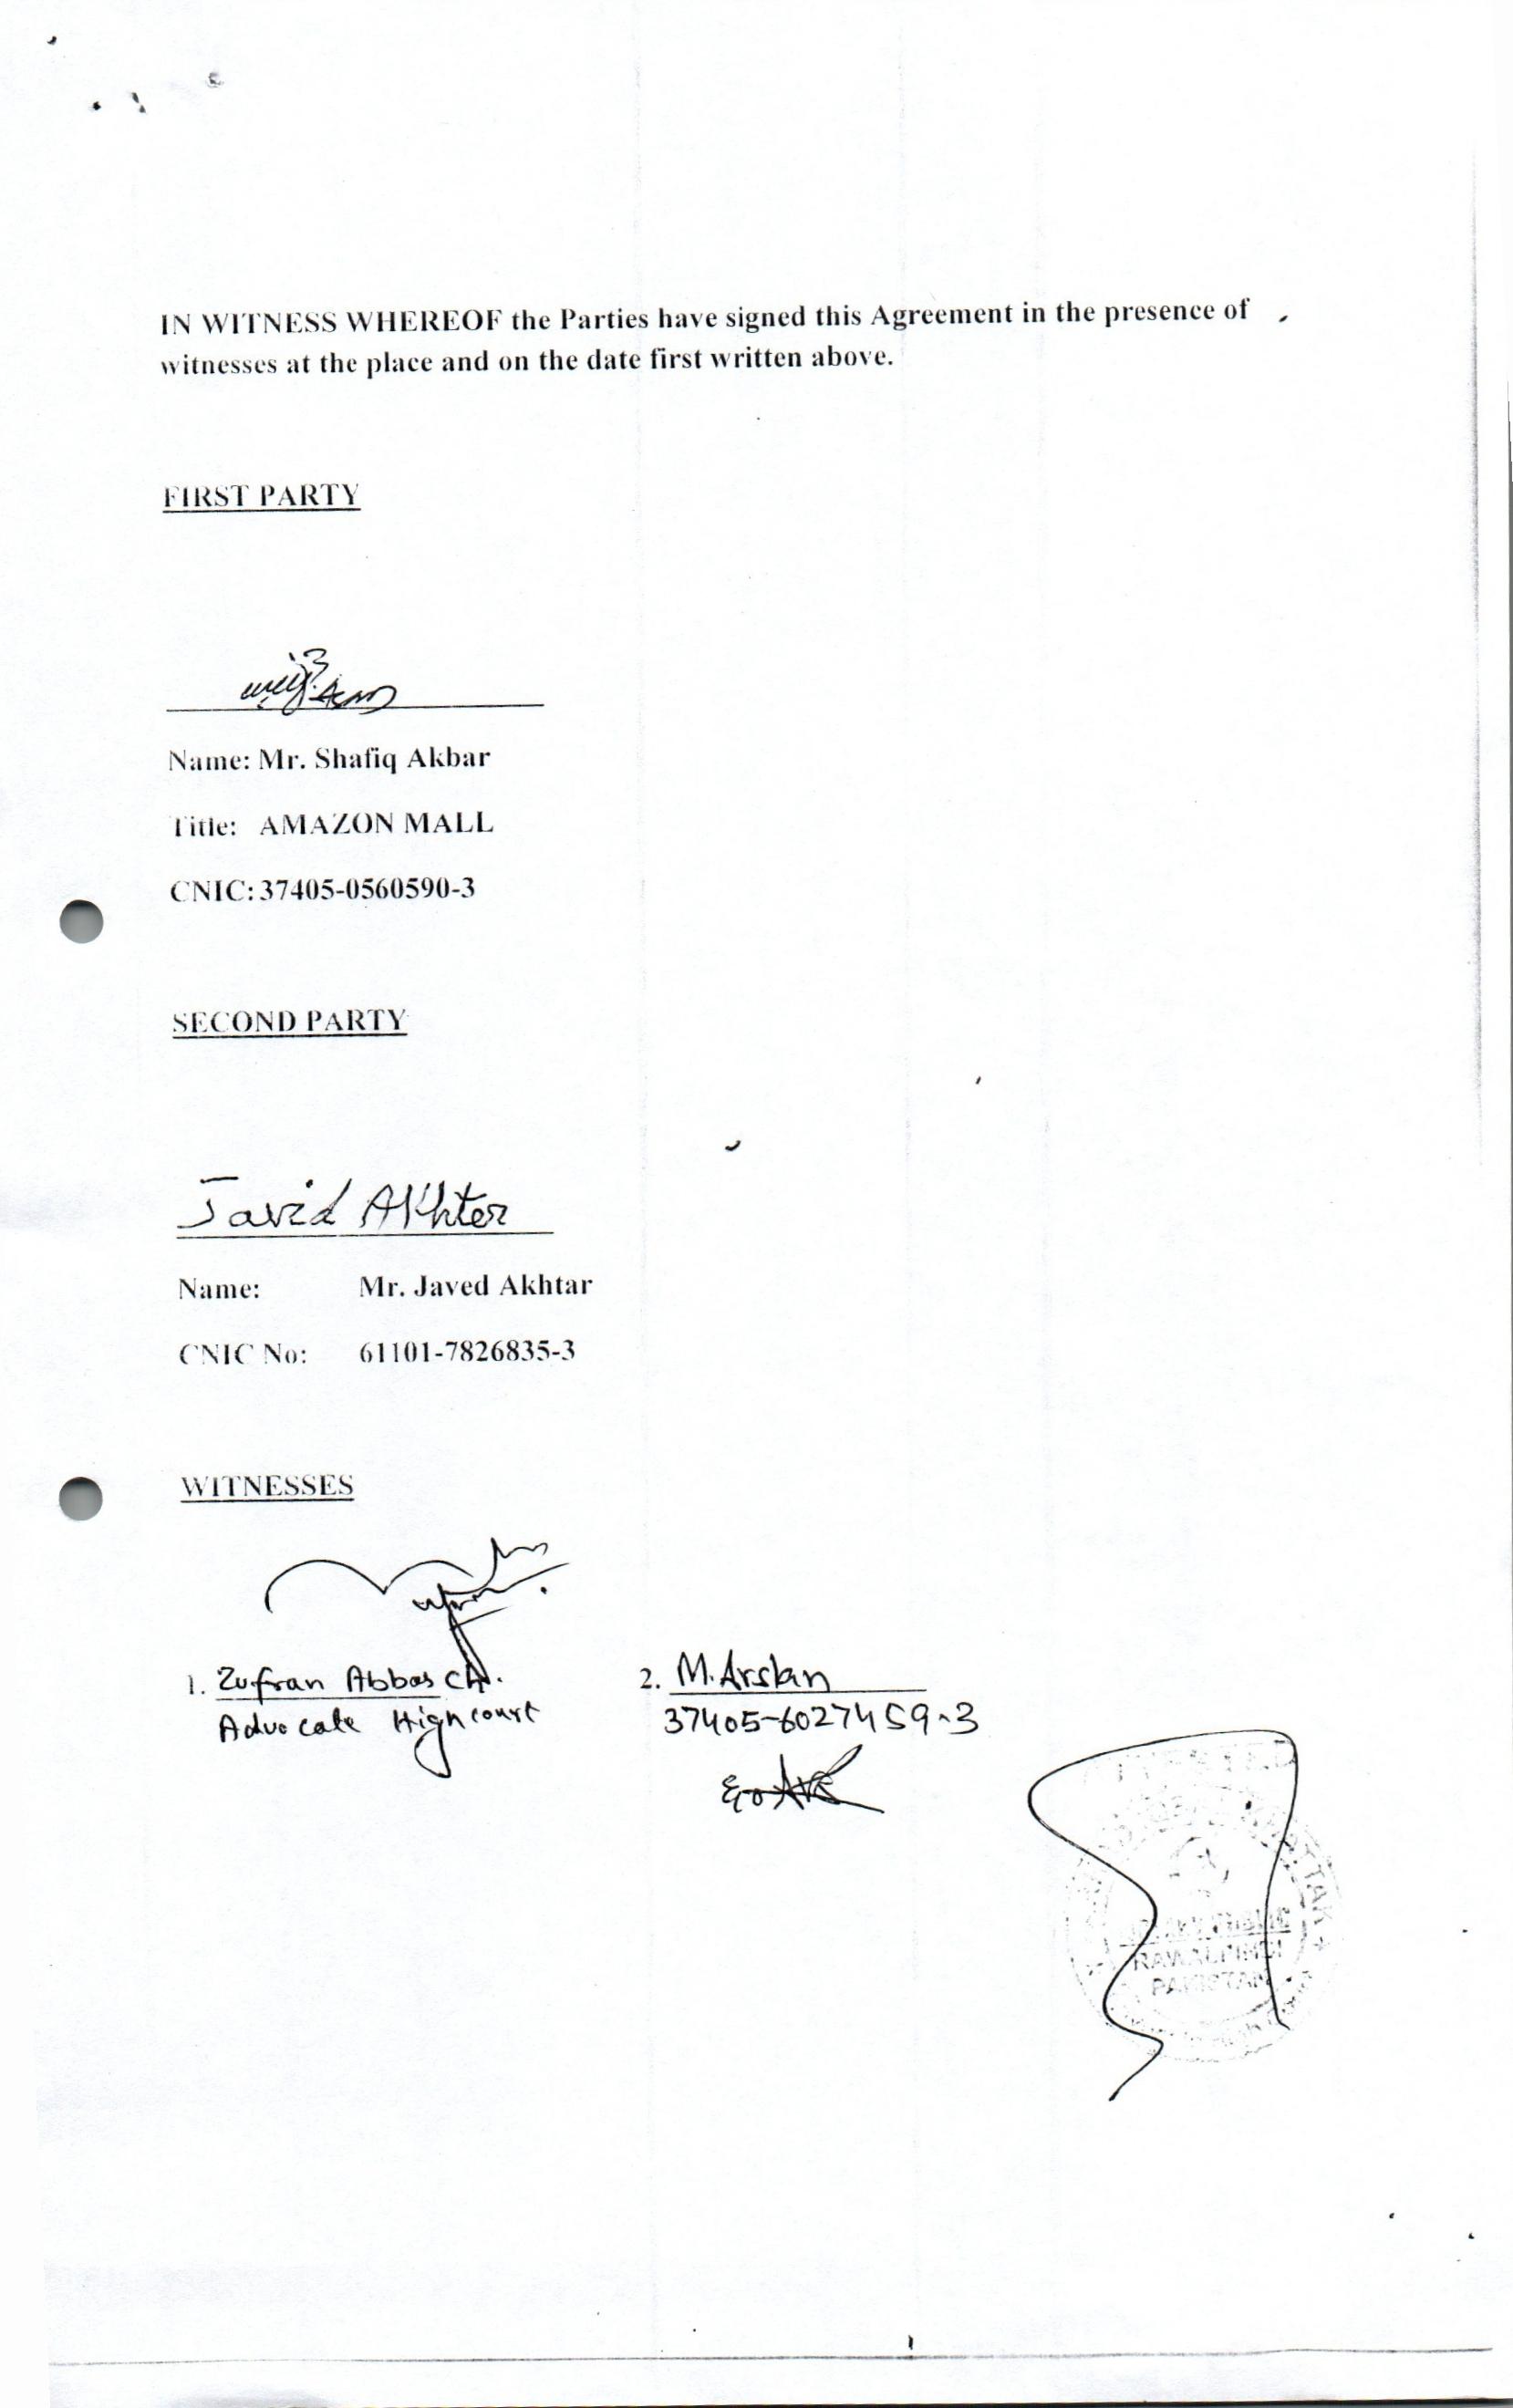 IN WITNESS WHEREOF the Parties have signed this Agreement in the presence of
witnesses at the place and on the date first written above.
FIRST PARTY
Name: Mr. Shafiq Akbar
Title: AMAZON MALL
CNIC: 37405-0560590-3
SECOND PARTY
Javid Akhter
Name: Mr. Javed Akhtar
CNIC No: 61101-7826835-3
WITNESSES
1. Zufran Abbas Ch.
Advocate High court
2. M. Arslan
37405-6027459-3
ATTESTED
KHATTAK
RAWALPINDI
PAKISTAN